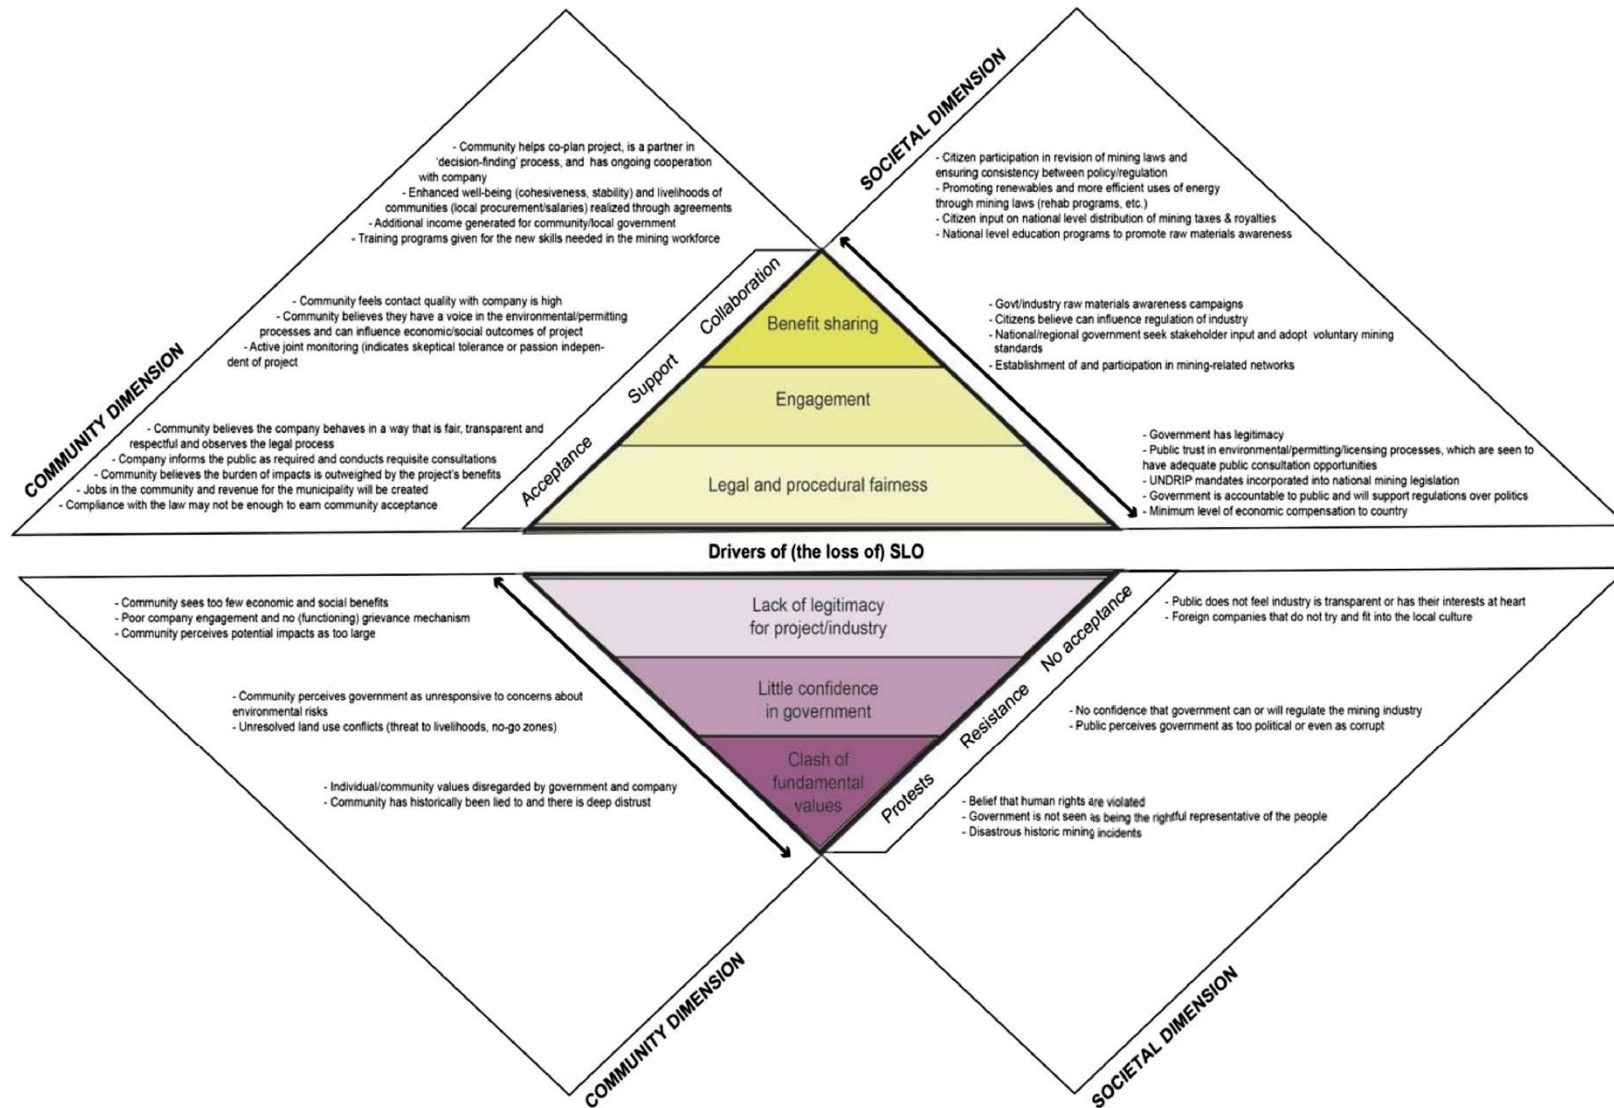 COMMUNITY DIMENSION
- Community helps co-plan project, is a partner in
'decision-finding' process, and has ongoing cooperation
with company
- Enhanced well-being (cohesiveness, stability) and livelihoods of
communities (local procurement/salaries) realized through agreements
- Additional income generated for community/local government
- Training programs given for the new skills needed in the mining workforce
- Community feels contact quality with company is high
- Community believes they have a voice in the environmental/permitting
processes and can influence economic/social outcomes of project
- Active joint monitoring (indicates skeptical tolerance or passion indepen-
dent of project
- Community believes the company behaves in a way that is fair, transparent and
respectful and observes the legal process
- Company informs the public as required and conducts requisite consultations
- Community believes the burden of impacts is outweighed by the project's benefits
- Jobs in the community and revenue for the municipality will be created
- Compliance with the law may not be enough to earn community acceptance
Collaboration
Support
Acceptance
Benefit sharing
Engagement
Legal and procedural fairness
SOCIETAL DIMENSION
- Citizen participation in revision of mining laws and
ensuring consistency between policy/regulation
- Promoting renewables and more efficient uses of energy
through mining laws (rehab programs, etc.)
- Citizen input on national level distribution of mining taxes & royalties
- National level education programs to promote raw materials awareness
- Govt/industry raw materials awareness campaigns
- Citizens believe can influence regulation of industry
- National/regional government seek stakeholder input and adopt voluntary mining
standards
- Establishment of and participation in mining-related networks
- Government has legitimacy
- Public trust in environmental/permitting/licensing processes, which are seen to
have adequate public consultation opportunities
- UNDRIP mandates incorporated into national mining legislation
- Government is accountable to public and will support regulations over politics
- Minimum level of economic compensation to country
Drivers of (the loss of) SLO
- Community sees too few economic and social benefits
- Poor company engagement and no (functioning) grievance mechanism
- Community perceives potential impacts as too large
- Community perceives government as unresponsive to concerns about
environmental risks
- Unresolved land use conflicts (threat to livelihoods, no-go zones)
- Individual/community values disregarded by government and company
- Community has historically been lied to and there is deep distrust
COMMUNITY DIMENSION
Lack of legitimacy
for project/industry
Little confidence
in government
Clash of
fundamental
values
No acceptance
Resistance
Protests
- Public does not feel industry is transparent or has their interests at heart
- Foreign companies that do not try and fit into the local culture
- No confidence that government can or will regulate the mining industry
- Public perceives government as too political or even as corrupt
- Belief that human rights are violated
- Government is not seen as being the rightful representative of the people
- Disastrous historic mining incidents
SOCIETAL DIMENSION